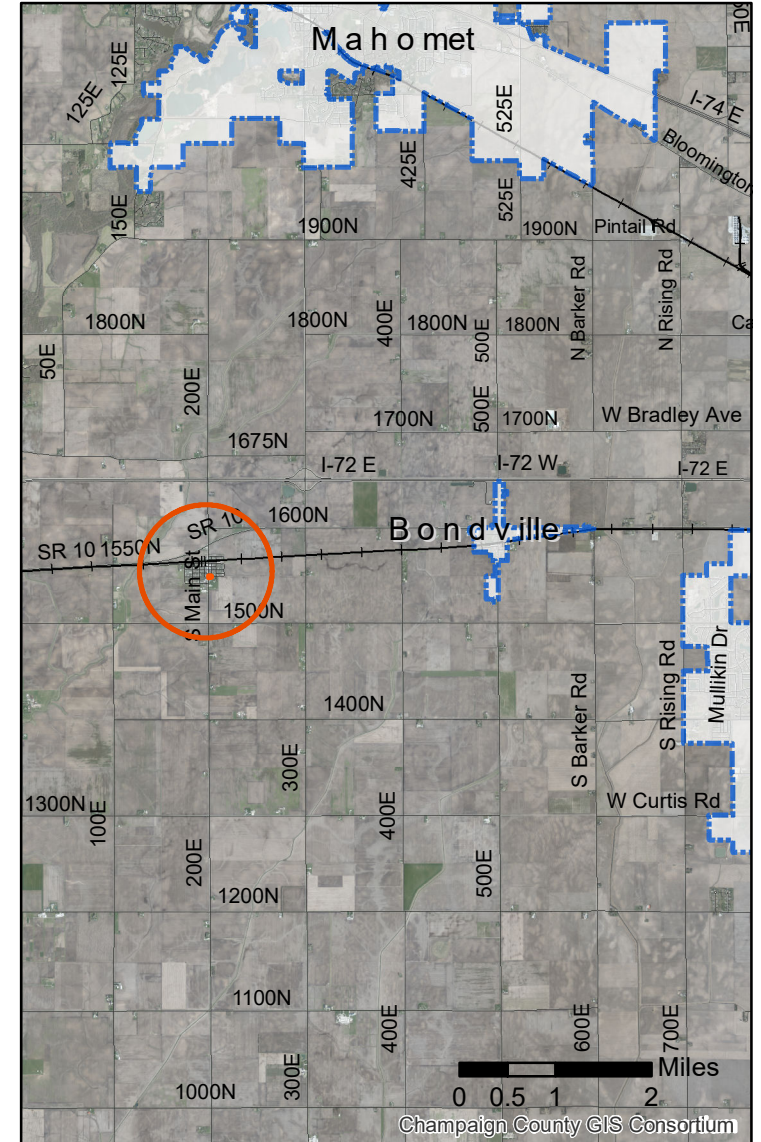 Mahomet
50E
125E
125E
I-74 E
525E
Bloomington
425E
150E
525E
1900N
1900N
Pintail Rd
N Barker Rd
N Rising Rd
1800N
1800N
400E
1800N
500E
1800N
Ca
50E
200E
500E
1700N
1700N
W Bradley Ave
1675N
I-72 E
I-72 W
I-72 E
1600N
SR 10
Bondville
SR 10
1550N
S Main St
1500N
S Rising Rd
Mullikin Dr
S Barker Rd
1400N
300E
1300N
100E
400E
W Curtis Rd
200E
500E
1200N
1100N
400E
600E
700E
300E
1000N
Miles
0 0.5 1 2
Champaign County GIS Consortium